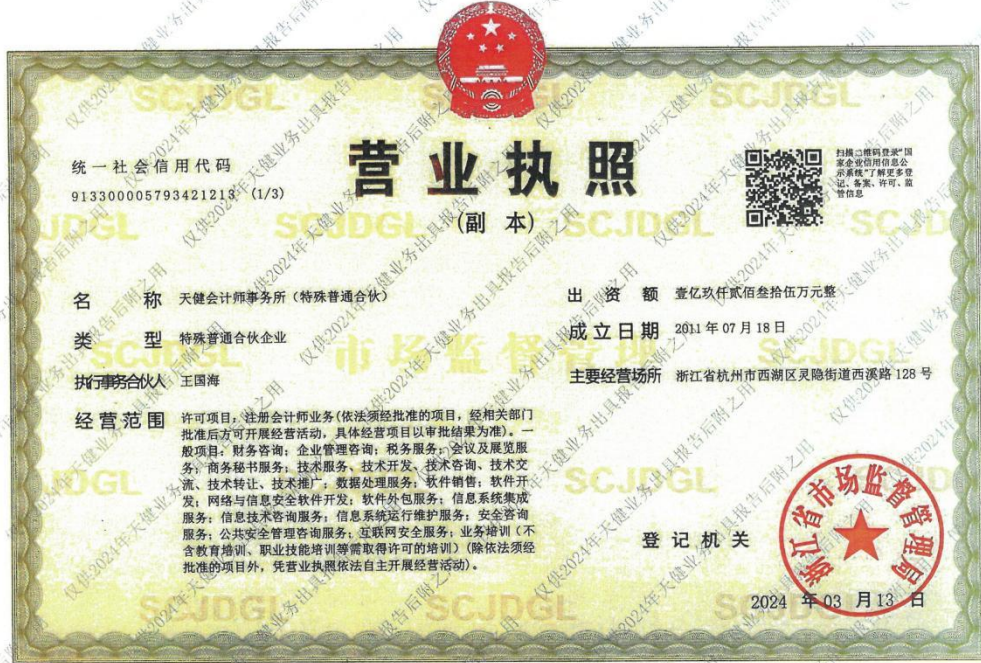 营业执照
(副 本)
统一社会信用代码
913300005793421213 (1/3)
扫描二维码登录“国
家企业信用信息公
示系统”了解更多登
记、备案、许可、监
管信息
名 称 天健会计师事务所(特殊普通合伙)
类 型 特殊普通合伙企业
执行事务合伙人 王国海
经营范围 许可项目:注册会计师业务(依法须经批准的项目,经相关部门
批准后方可开展经营活动,具体经营项目以审批结果为准)。一
般项目:财务咨询;企业管理咨询;税务服务;会议及展览服
务;商务秘书服务;技术服务、技术开发、技术咨询、技术交
流、技术转让、技术推广;数据处理服务;软件销售;软件开
发;网络与信息安全软件开发;软件外包服务;信息系统集成
服务;信息技术咨询服务;信息系统运行维护服务;安全咨询
服务;公共安全管理咨询服务;互联网安全服务;业务培训(不
含教育培训、职业技能培训等需取得许可的培训)(除依法须经
批准的项目外,凭营业执照依法自主开展经营活动)。
出 资 额 壹亿玖仟贰佰叁拾伍万元整
成立日期 2011 年 07 月 18 日
主要经营场所 浙江省杭州市西湖区灵隐街道西溪路 128 号
登记机关
浙江省市场监督管理局
2024 年 03 月 13 日
市场监督管理
SCJDGL
仅供2024年天健业务出具报告后附之用